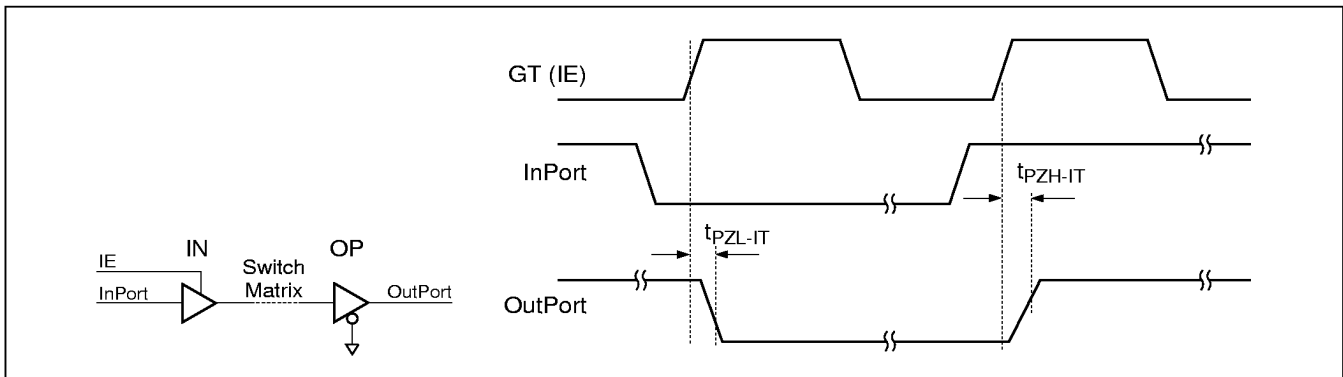 GT (IE)
InPort
tPZH-IT
tPZL-IT
OutPort
IN
OP
IE
InPort
Switch
Matrix
OutPort